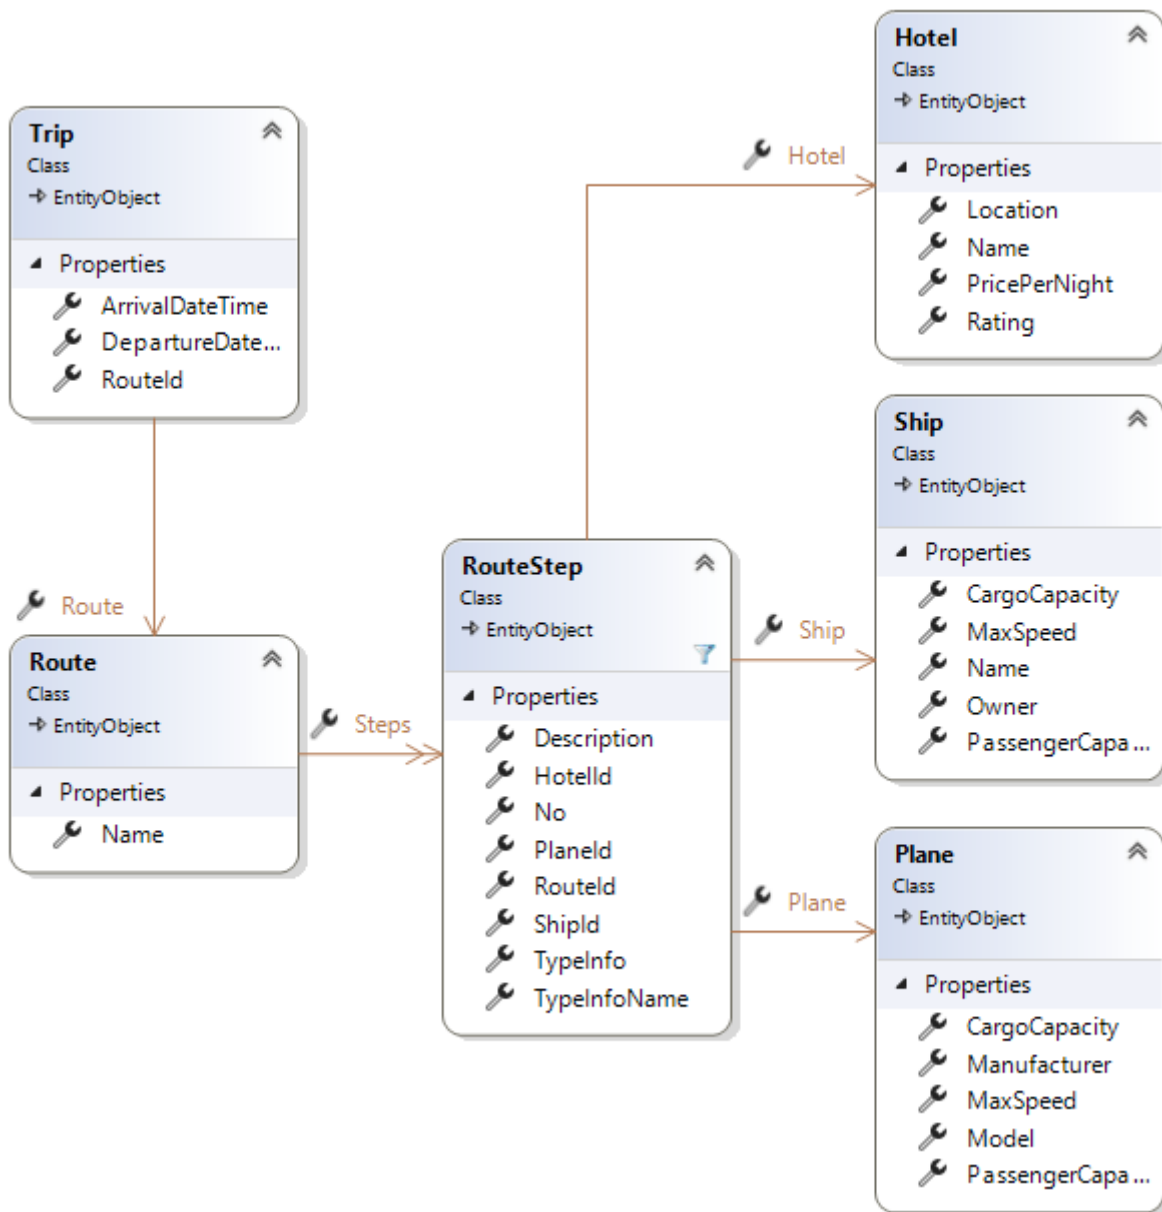 Trip
Class
EntityObject
Properties
ArrivalDateTime
DepartureDate...
RouteId
Route
Route
Class
EntityObject
Properties
Name
Steps
RouteStep
Class
EntityObject
Properties
Description
HotelId
No
PlaneId
RouteId
ShipId
TypeInfo
TypeInfoName
Hotel
Hotel
Class
EntityObject
Properties
Location
Name
PricePerNight
Rating
Ship
Ship
Class
EntityObject
Properties
CargoCapacity
MaxSpeed
Name
Owner
PassengerCapa...
Plane
Plane
Class
EntityObject
Properties
CargoCapacity
Manufacturer
MaxSpeed
Model
PassengerCapa...